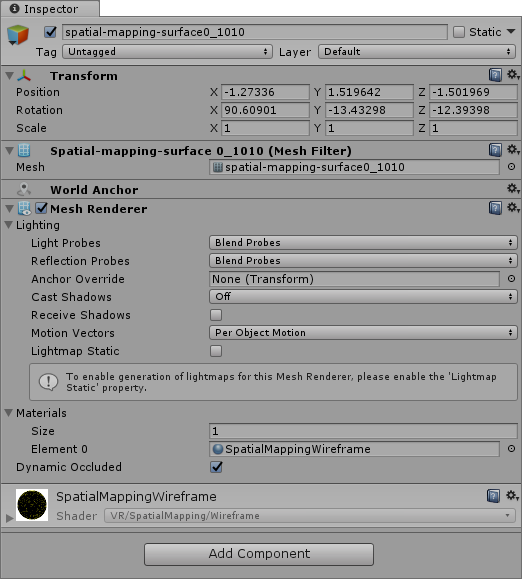 Inspector
spatial-mapping-surface0_1010 Static
Tag Untagged Layer Default
Transform
Position X -1.27336 Y 1.519642 Z -1.501969
Rotation X 90.60901 Y -13.43298 Z -12.39398
Scale X 1 Y 1 Z 1
Spatial-mapping-surface 0_1010 (Mesh Filter)
Mesh spatial-mapping-surface0_1010
World Anchor
Mesh Renderer
Lighting
Light Probes Blend Probes
Reflection Probes Blend Probes
Anchor Override None (Transform)
Cast Shadows Off
Receive Shadows
Motion Vectors Per Object Motion
Lightmap Static
To enable generation of lightmaps for this Mesh Renderer, please enable the 'Lightmap
Static' property.
Materials
Size 1
Element 0 SpatialMappingWireframe
Dynamic Occluded
SpatialMappingWireframe
Shader VR/SpatialMapping/Wireframe
Add Component